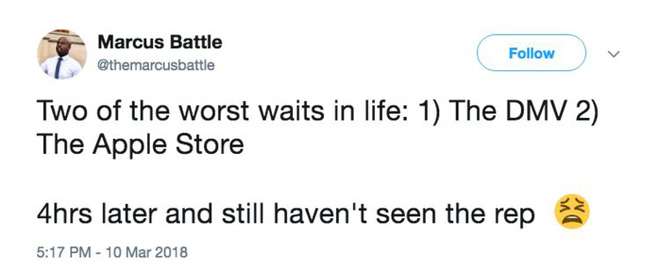 Marcus Battle
@themarcusbattle
Follow
Two of the worst waits in life: 1) The DMV 2)
The Apple Store
4hrs later and still haven't seen the rep 😫
5:17 PM - 10 Mar 2018